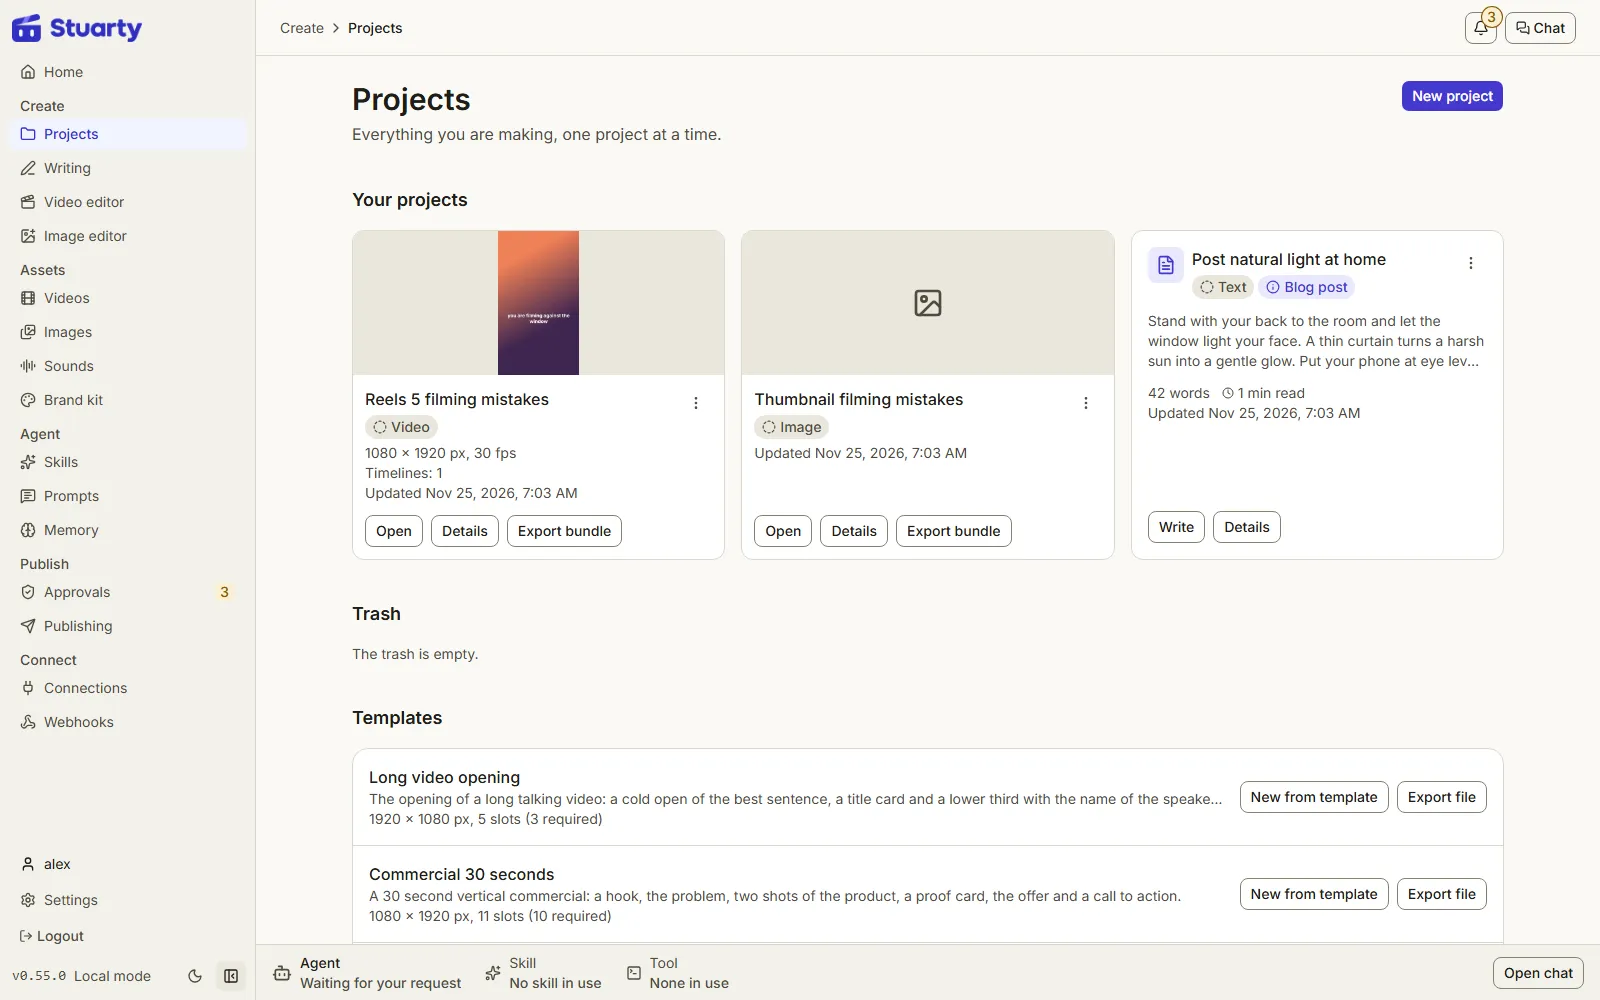 Stuarty
Home
Create
Projects
Writing
Video editor
Image editor
Assets
Videos
Images
Sounds
Brand kit
Agent
Skills
Prompts
Memory
Publish
Approvals 3
Publishing
Connect
Connections
Webhooks
alex
Settings
Logout
v0.55.0 Local mode
Create > Projects
3
Chat
Projects
New project
Everything you are making, one project at a time.
Your projects
you are filming against the
window
Reels 5 filming mistakes
Video
1080 × 1920 px, 30 fps
Timelines: 1
Updated Nov 25, 2026, 7:03 AM
Open Details Export bundle
Thumbnail filming mistakes
Image
Updated Nov 25, 2026, 7:03 AM
Open Details Export bundle
Post natural light at home
Text Blog post
Stand with your back to the room and let the
window light your face. A thin curtain turns a harsh
sun into a gentle glow. Put your phone at eye lev...
42 words 1 min read
Updated Nov 25, 2026, 7:03 AM
Write Details
Trash
The trash is empty.
Templates
Long video opening
The opening of a long talking video: a cold open of the best sentence, a title card and a lower third with the name of the speake...
1920 × 1080 px, 5 slots (3 required)
New from template Export file
Commercial 30 seconds
A 30 second vertical commercial: a hook, the problem, two shots of the product, a proof card, the offer and a call to action.
1080 × 1920 px, 11 slots (10 required)
New from template Export file
Agent
Waiting for your request
Skill
No skill in use
Tool
None in use
Open chat